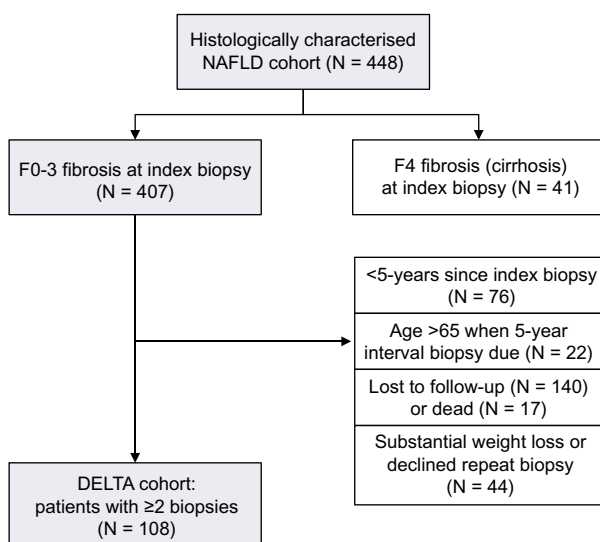 Histologically characterised
NAFLD cohort (N = 448)
F0-3 fibrosis at index biopsy
(N = 407)
F4 fibrosis (cirrhosis)
at index biopsy (N = 41)
<5-years since index biopsy
(N = 76)
Age >65 when 5-year
interval biopsy due (N = 22)
Lost to follow-up (N = 140)
or dead (N = 17)
Substantial weight loss or
declined repeat biopsy
(N = 44)
DELTA cohort:
patients with ≥2 biopsies
(N = 108)